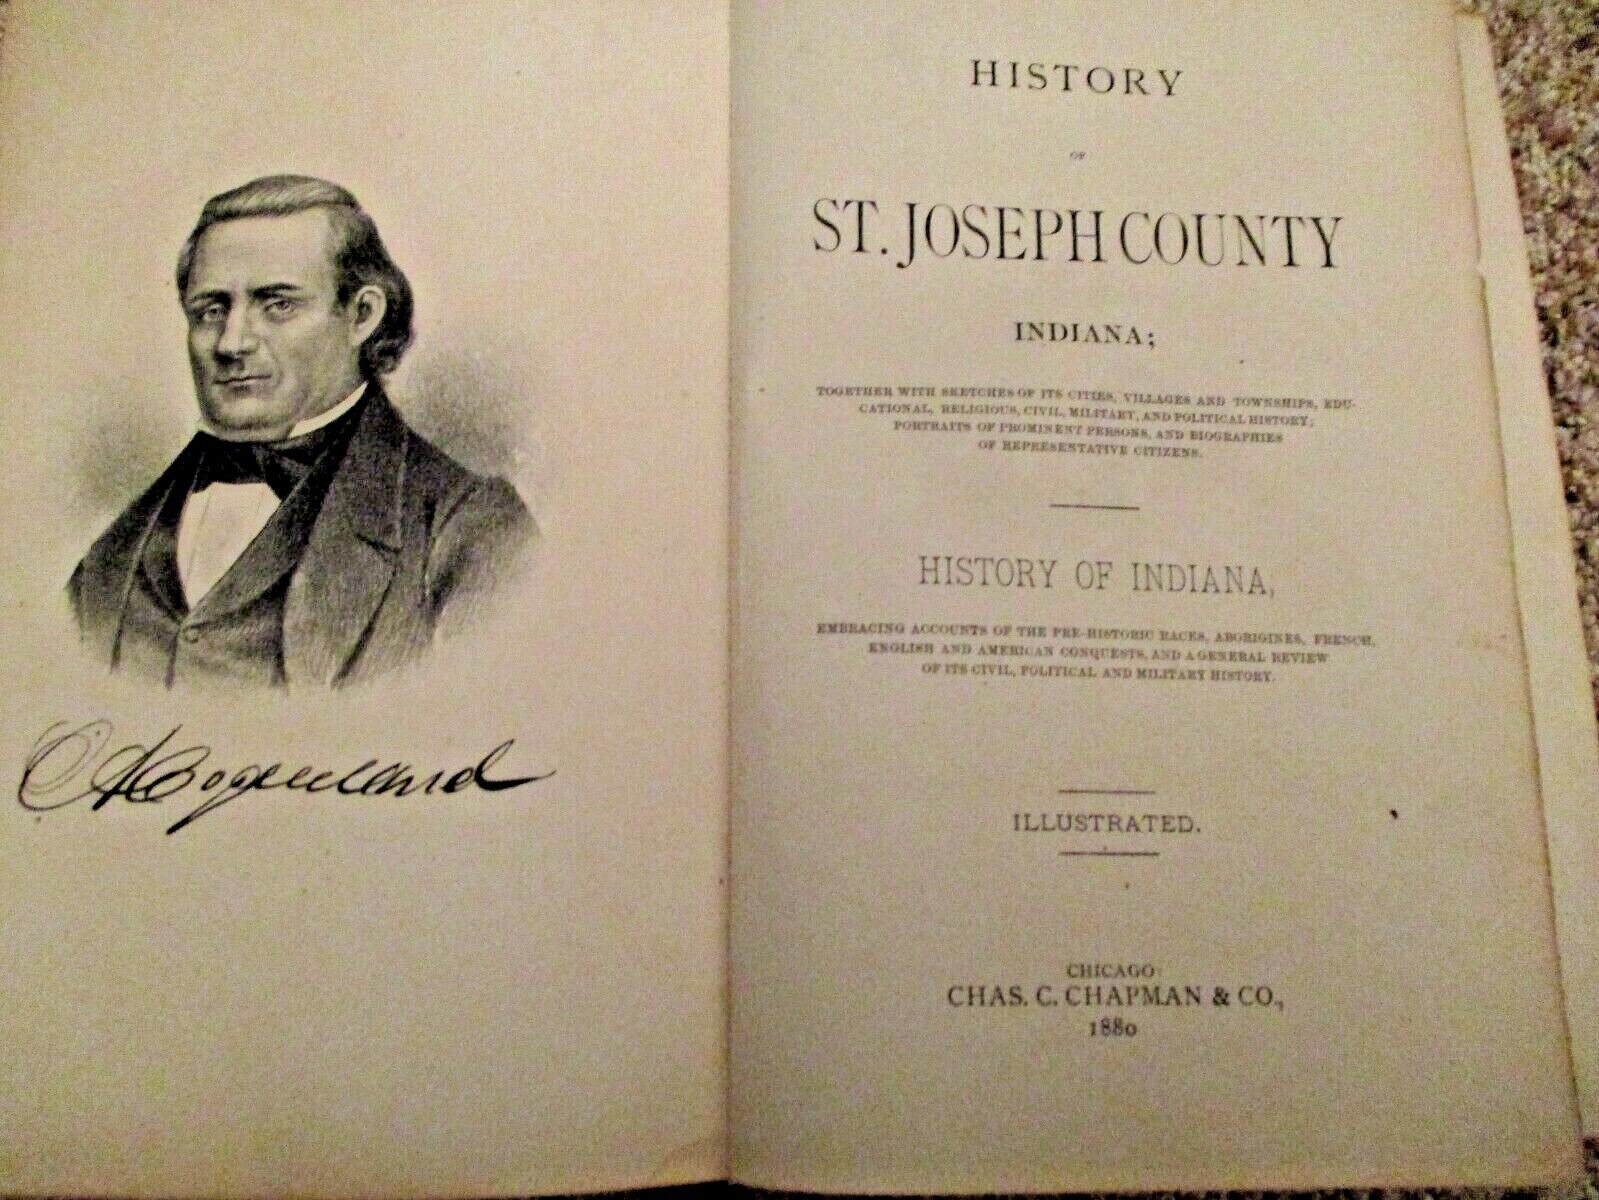 HISTORY
OF
ST. JOSEPH COUNTY
INDIANA;
TOGETHER WITH SKETCHES OF ITS CITIES, VILLAGES AND TOWNSHIPS, EDU-
CATIONAL, RELIGIOUS, CIVIL, MILITARY, AND POLITICAL HISTORY;
PORTRAITS OF PROMINENT PERSONS, AND BIOGRAPHIES
OF REPRESENTATIVE CITIZENS.
HISTORY OF INDIANA,
EMBRACING ACCOUNTS OF THE PRE-HISTORIC RACES, ABORIGINES, FRENCH,
ENGLISH AND AMERICAN CONQUESTS, AND A GENERAL REVIEW
OF ITS CIVIL, POLITICAL AND MILITARY HISTORY.
ILLUSTRATED.
CHICAGO:
CHAS. C. CHAPMAN & CO.,
1880